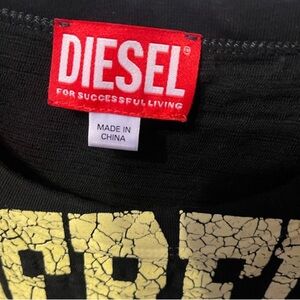 DIESEL®
FOR SUCCESSFUL LIVING
MADE IN
CHINA